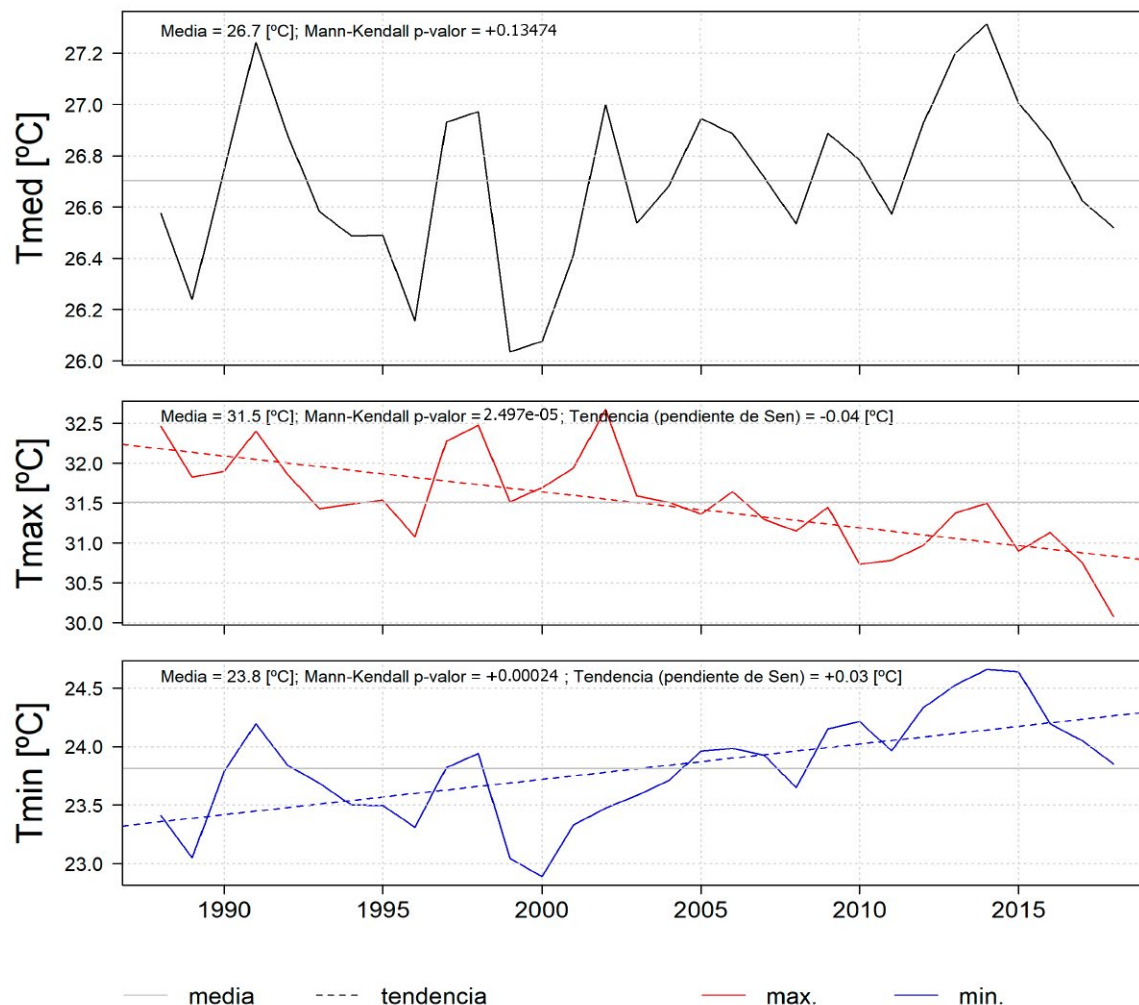 Media = 26.7 [ºC]; Mann-Kendall p-valor = +0.13474
Tmed [ºC]
27.2
27.0
26.8
26.6
26.4
26.2
26.0
Media = 31.5 [ºC]; Mann-Kendall p-valor = 2.497e-05; Tendencia (pendiente de Sen) = -0.04 [ºC]
Tmax [ºC]
32.5
32.0
31.5
31.0
30.5
30.0
Media = 23.8 [ºC]; Mann-Kendall p-valor = +0.00024 ; Tendencia (pendiente de Sen) = +0.03 [ºC]
Tmin [ºC]
24.5
24.0
23.5
23.0
1990 1995 2000 2005 2010 2015
media tendencia max. min.